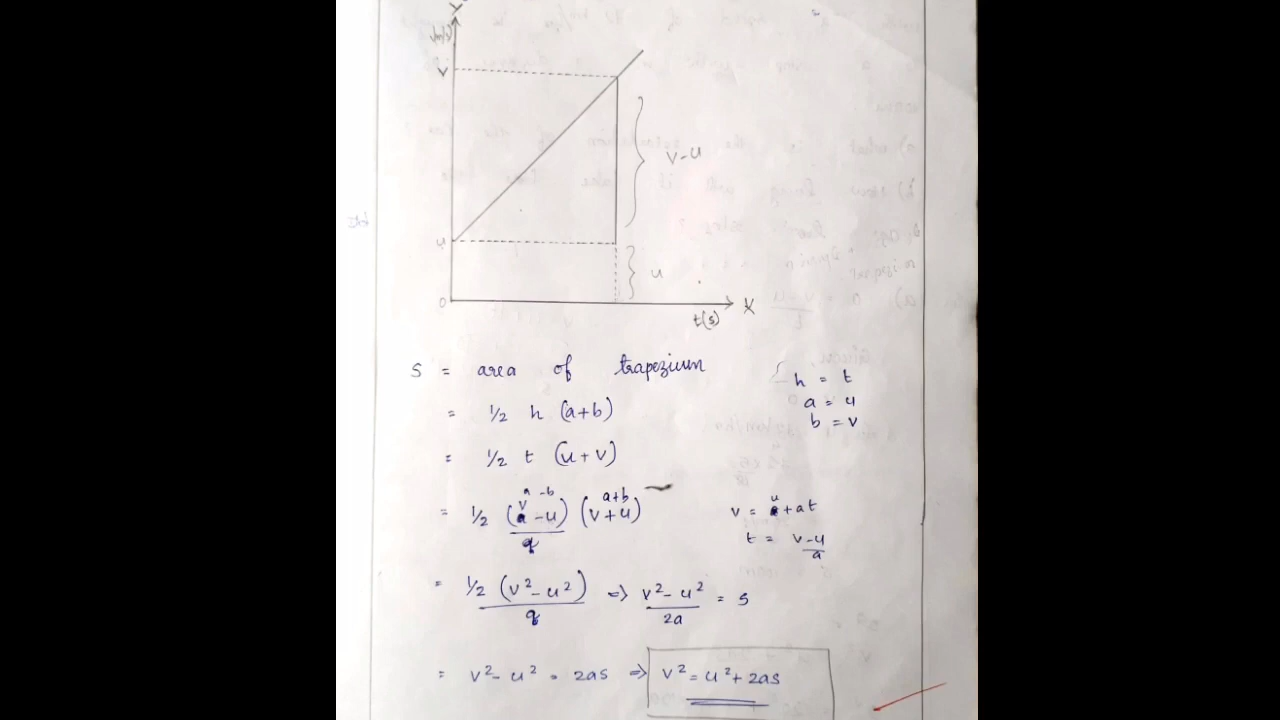 Y
V
V-u
u
u
0
X
t(s)
S = area of trapezium
h = t
= 1/2 h (a+b)
a = u
b = v
= 1/2 t (u+v)
a -b a+b
= 1/2 (v-u)/a (v+u)
v = u+at
t = v-u/a
= 1/2 (v²-u²)/a ⇒ v²-u²/2a = s
= v²-u² = 2as ⇒ v²=u²+2as